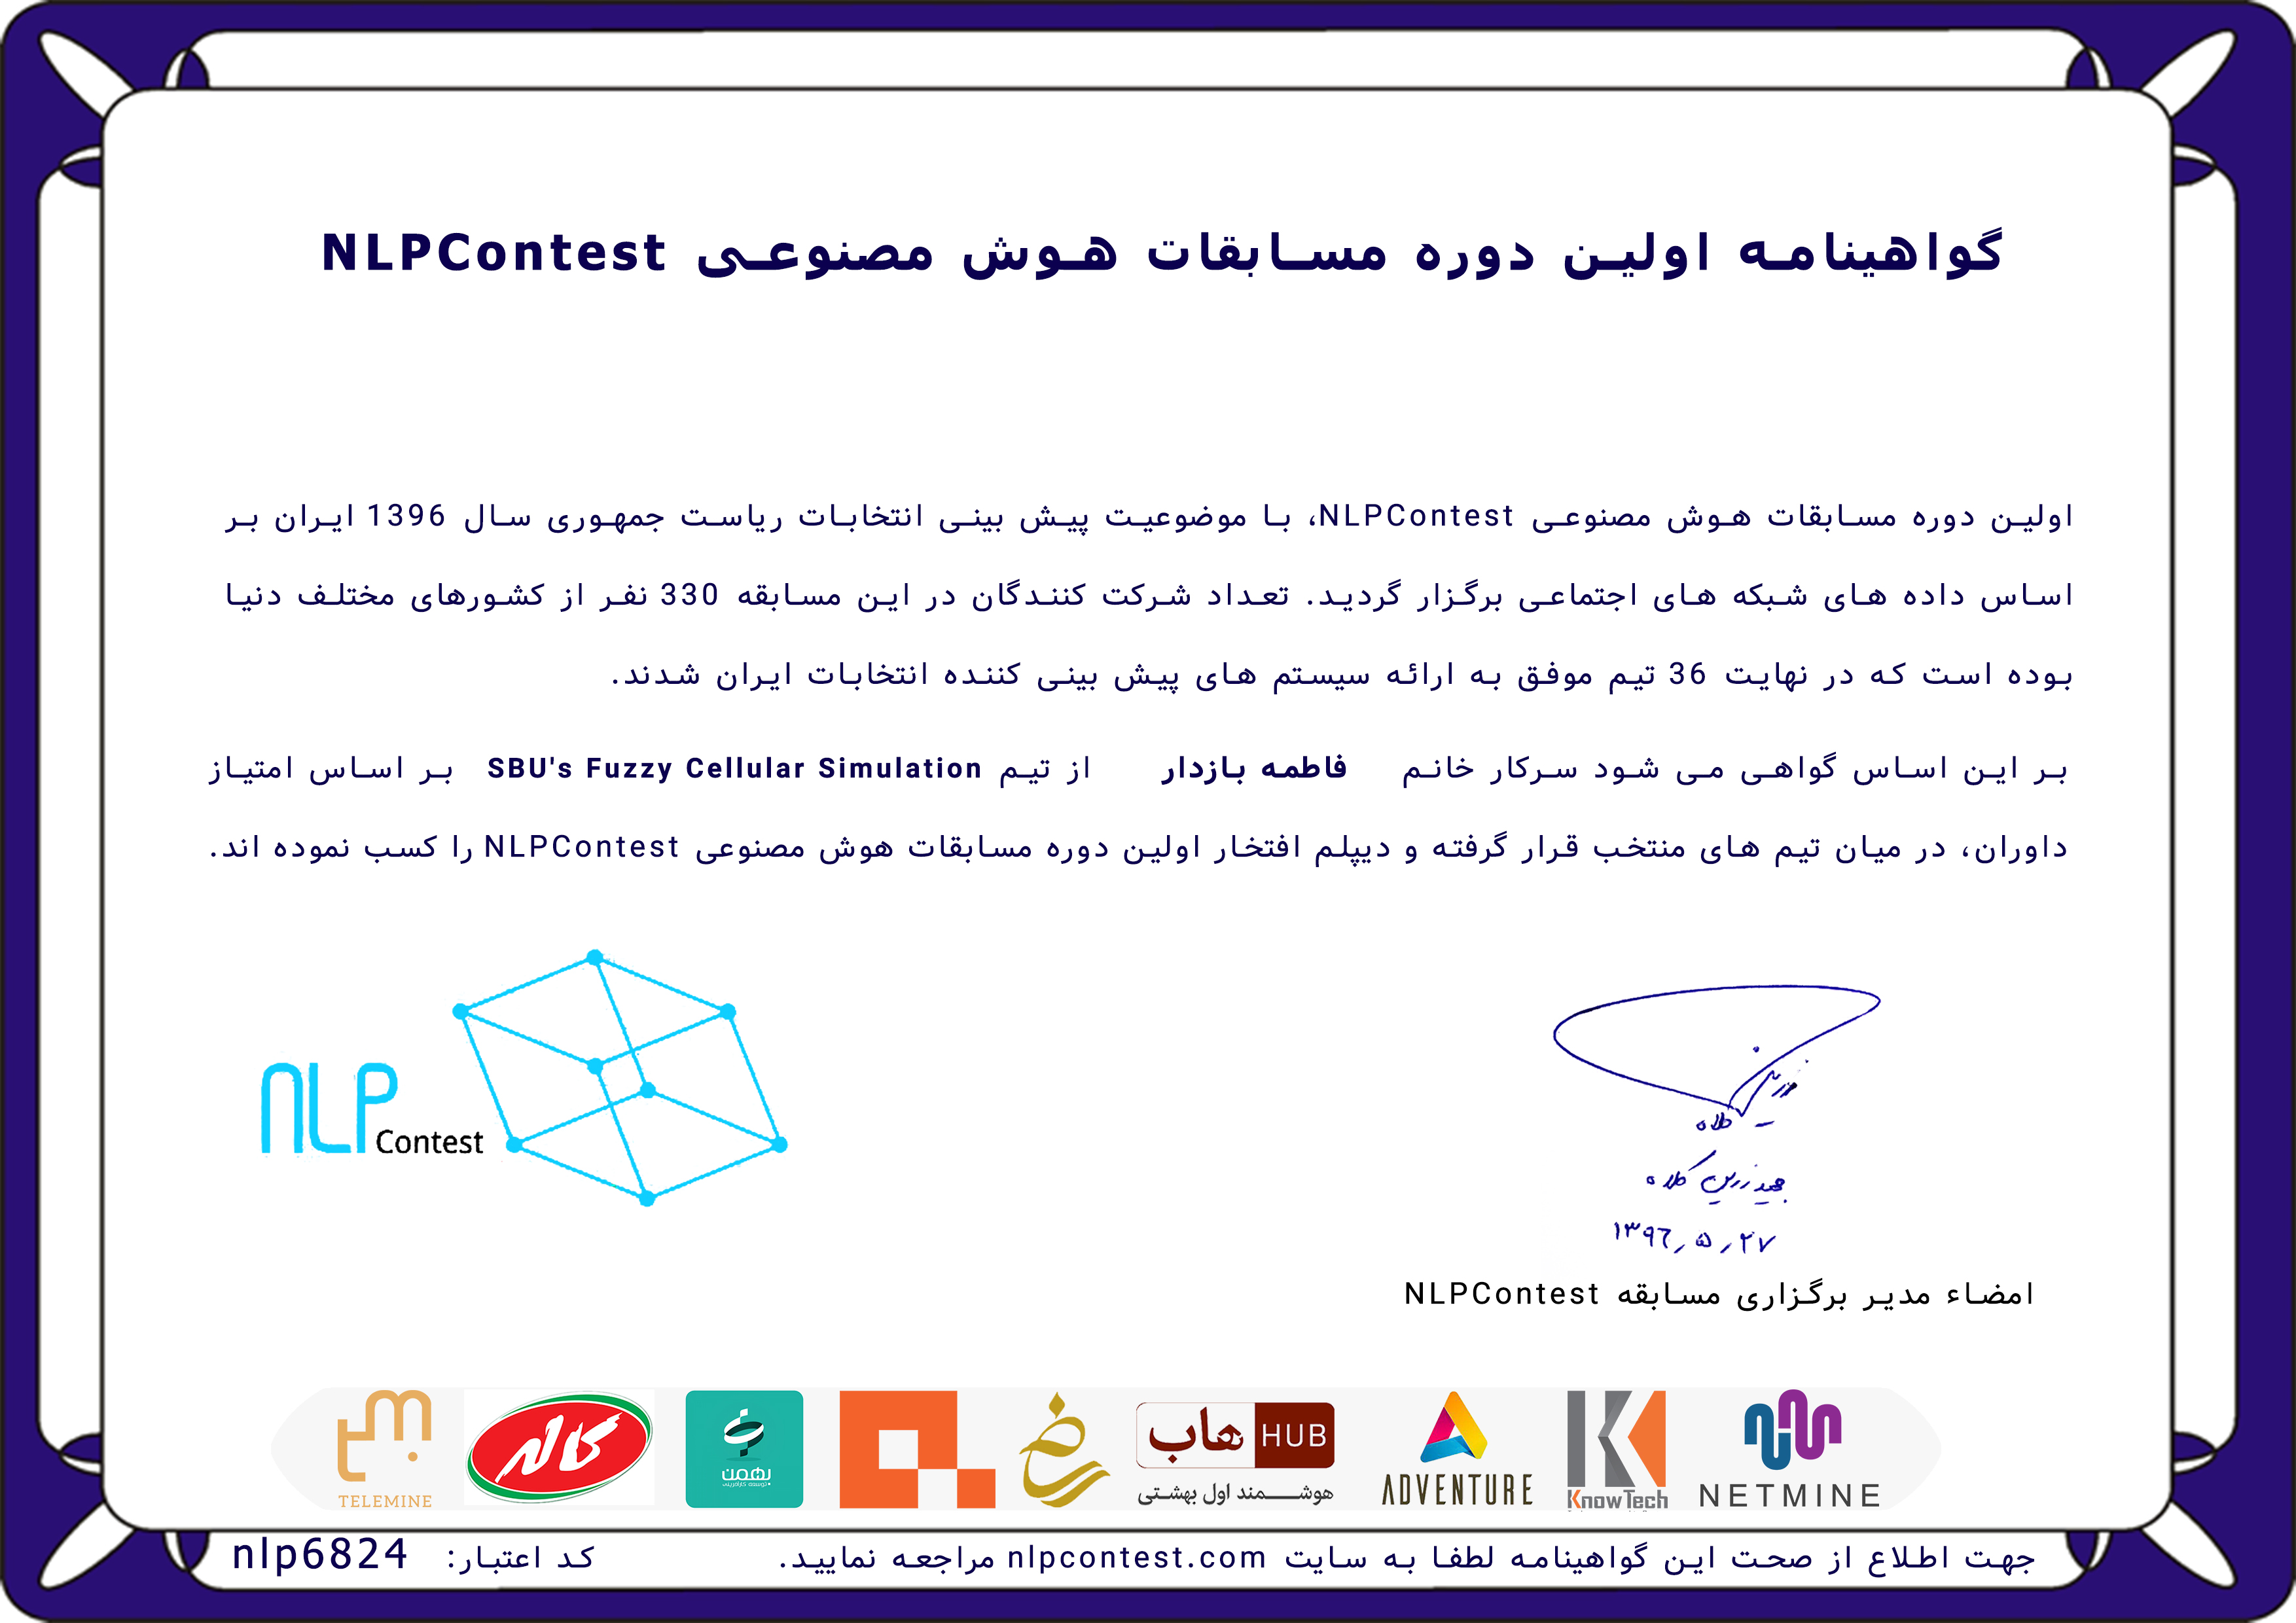 گواهینامه اولین دوره مسابقات هوش مصنوعی NLPContest
اولین دوره مسابقات هوش مصنوعی NLPContest، با موضوعیت پیش بینی انتخابات ریاست جمهوری سال 1396 ایران بر
اساس داده های شبکه های اجتماعی برگزار گردید. تعداد شرکت کنندگان در این مسابقه 330 نفر از کشورهای مختلف دنیا
بوده است که در نهایت 36 تیم موفق به ارائه سیستم های پیش بینی کننده انتخابات ایران شدند.
بر این اساس گواهی می شود سرکار خانم فاطمه بازدار از تیم SBU's Fuzzy Cellular Simulation بر اساس امتیاز
داوران، در میان تیم های منتخب قرار گرفته و دیپلم افتخار اولین دوره مسابقات هوش مصنوعی NLPContest را کسب نموده اند.
NLP Contest
زرین
کلاه
زرین کلاه
۱۳۹۶/۵/۲۷
امضاء مدیر برگزاری مسابقه NLPContest
NETMINE
KnowTech
ADVENTURE
هاب HUB
هوشمند اول بهشتی
بهمن
توسعه کارآفرینی
کاله
TELEMINE
جهت اطلاع از صحت این گواهینامه لطفا به سایت nlpcontest.com مراجعه نمایید.
کد اعتبار: nlp6824